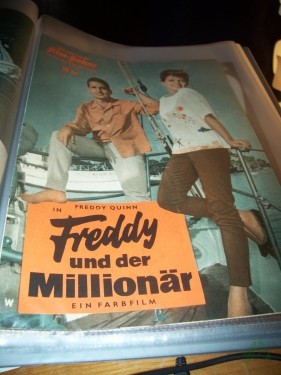 IN FREDDY QUINN
Freddy
und der
Millionär
EIN FARBFILM